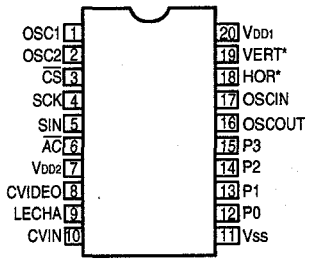 OSC1 1
OSC2 2
CS 3
SCK 4
SIN 5
AC 6
VDD2 7
CVIDEO 8
LECHA 9
CVIN 10
20 VDD1
19 VERT*
18 HOR*
17 OSCIN
16 OSCOUT
15 P3
14 P2
13 P1
12 P0
11 VSS